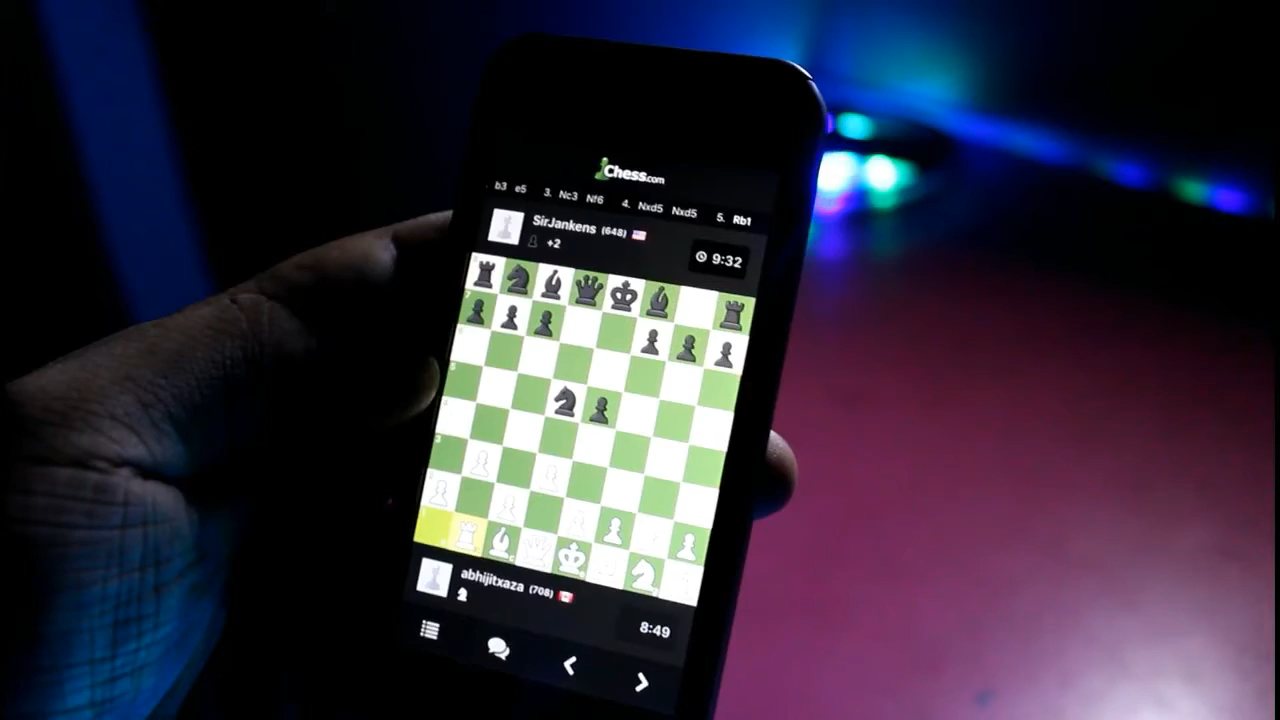 Chess.com
b3 e5 3. Nc3 Nf6 4. Nxd5 Nxd5 5. Rb1
SirJankens (648)
+2
9:32
abhijitxaza (708)
8:49